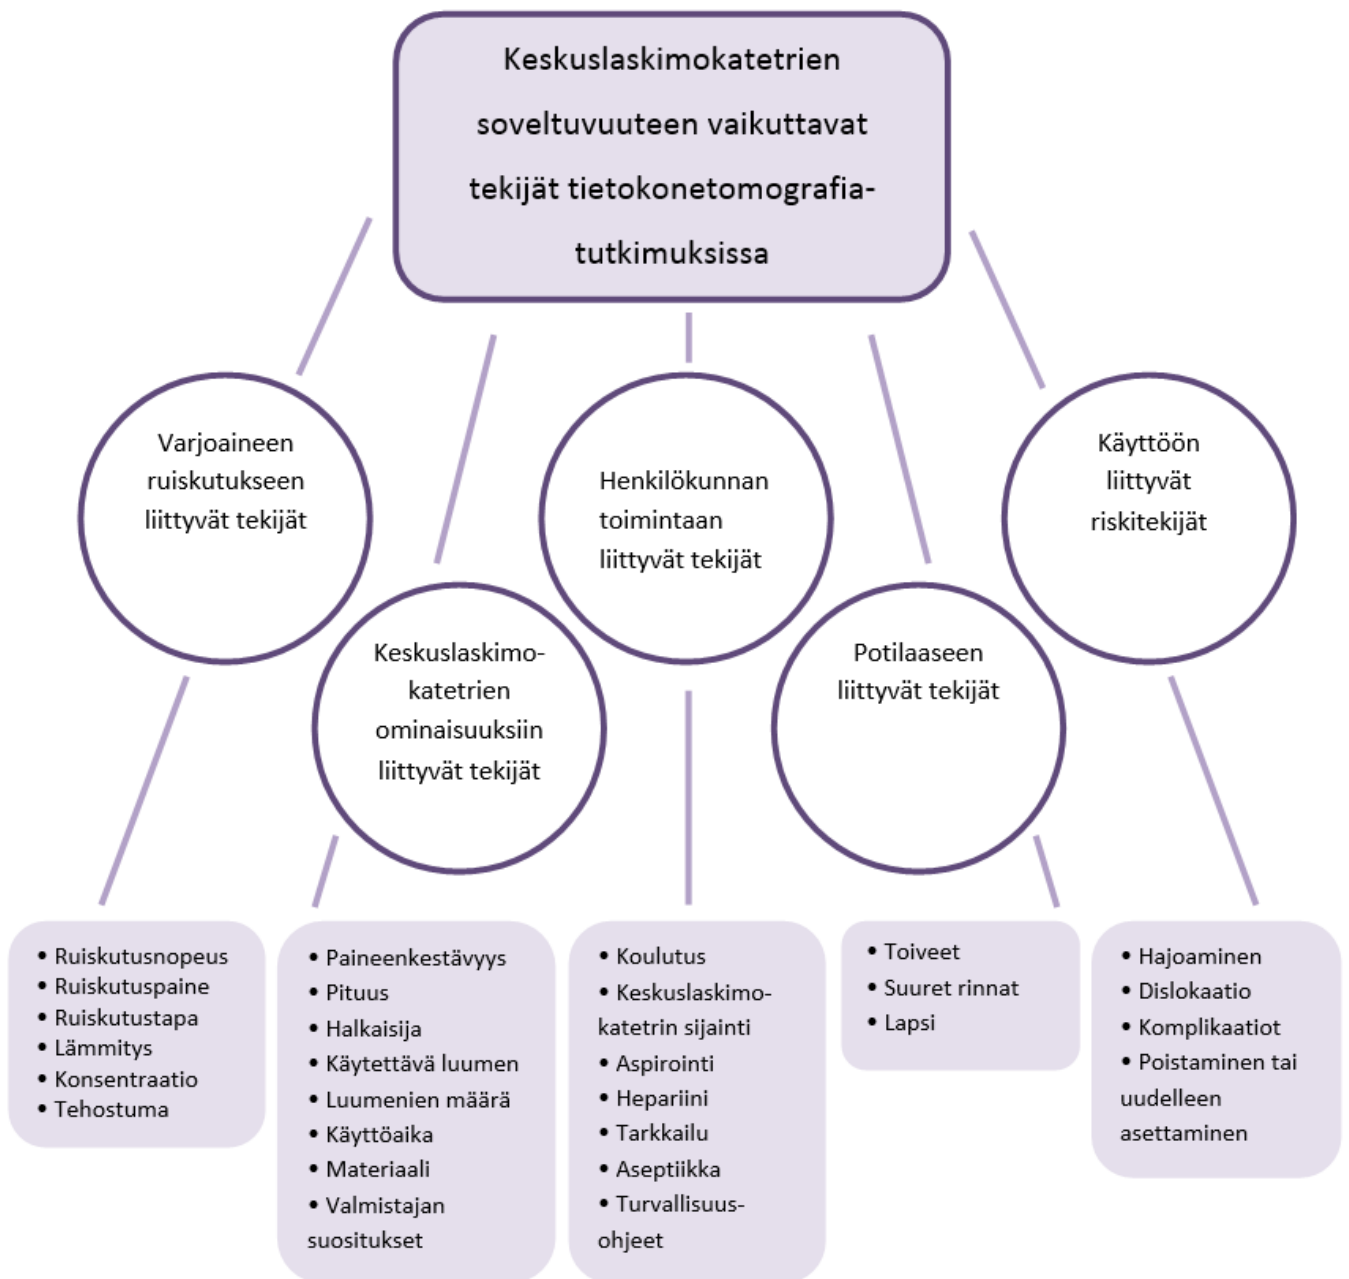 Keskuslaskimokatetrien
soveltuvuuteen vaikuttavat
tekijät tietokonetomografia-
tutkimuksissa
Varjoaineen
ruiskutukseen
liittyvät tekijät
Keskuslaskimo-
katetrien
ominaisuuksiin
liittyvät tekijät
Henkilökunnan
toimintaan
liittyvät tekijät
Potilaaseen
liittyvät tekijät
Käyttöön
liittyvät
riskitekijät
• Ruiskutusnopeus
• Ruiskutuspaine
• Ruiskutustapa
• Lämmitys
• Konsentraatio
• Tehostuma
• Paineenkestävyys
• Pituus
• Halkaisija
• Käytettävä luumen
• Luumenien määrä
• Käyttöaika
• Materiaali
• Valmistajan
suositukset
• Koulutus
• Keskuslaskimo-
katetrin sijainti
• Aspirointi
• Hepariini
• Tarkkailu
• Aseptiikka
• Turvallisuus-
ohjeet
• Toiveet
• Suuret rinnat
• Lapsi
• Hajoaminen
• Dislokaatio
• Komplikaatiot
• Poistaminen tai
uudelleen
asettaminen